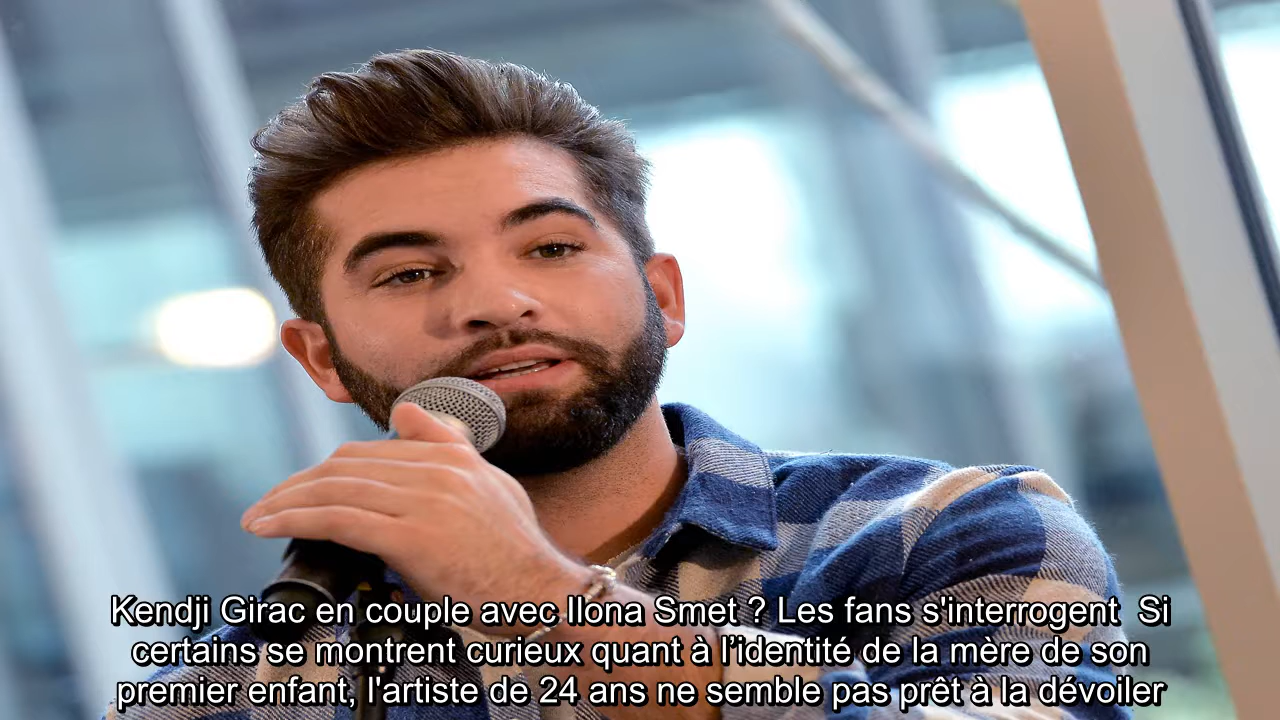 Kendji Girac en couple avec Ilona Smet ? Les fans s'interrogent  Si
certains se montrent curieux quant à l’identité de la mère de son
premier enfant, l'artiste de 24 ans ne semble pas prêt à la dévoiler